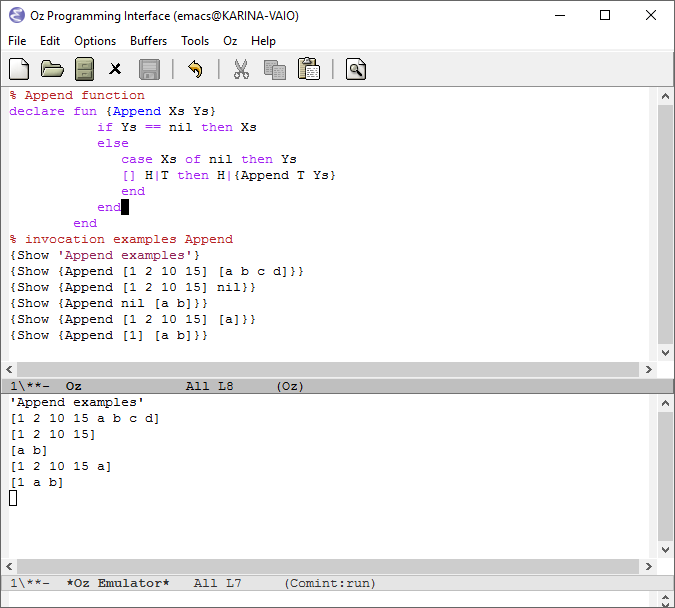 Oz Programming Interface (emacs@KARINA-VAIO)
File Edit Options Buffers Tools Oz Help
% Append function
declare fun {Append Xs Ys}
           if Ys == nil then Xs
           else
              case Xs of nil then Ys
              [] H|T then H|{Append T Ys}
              end
           end
        end
% invocation examples Append
{Show 'Append examples'}
{Show {Append [1 2 10 15] [a b c d]}}
{Show {Append [1 2 10 15] nil}}
{Show {Append nil [a b]}}
{Show {Append [1 2 10 15] [a]}}
{Show {Append [1] [a b]}}
1\**-  Oz             All L8     (Oz)
'Append examples'
[1 2 10 15 a b c d]
[1 2 10 15]
[a b]
[1 2 10 15 a]
[1 a b]
1\**-  *Oz Emulator*   All L7     (Comint:run)